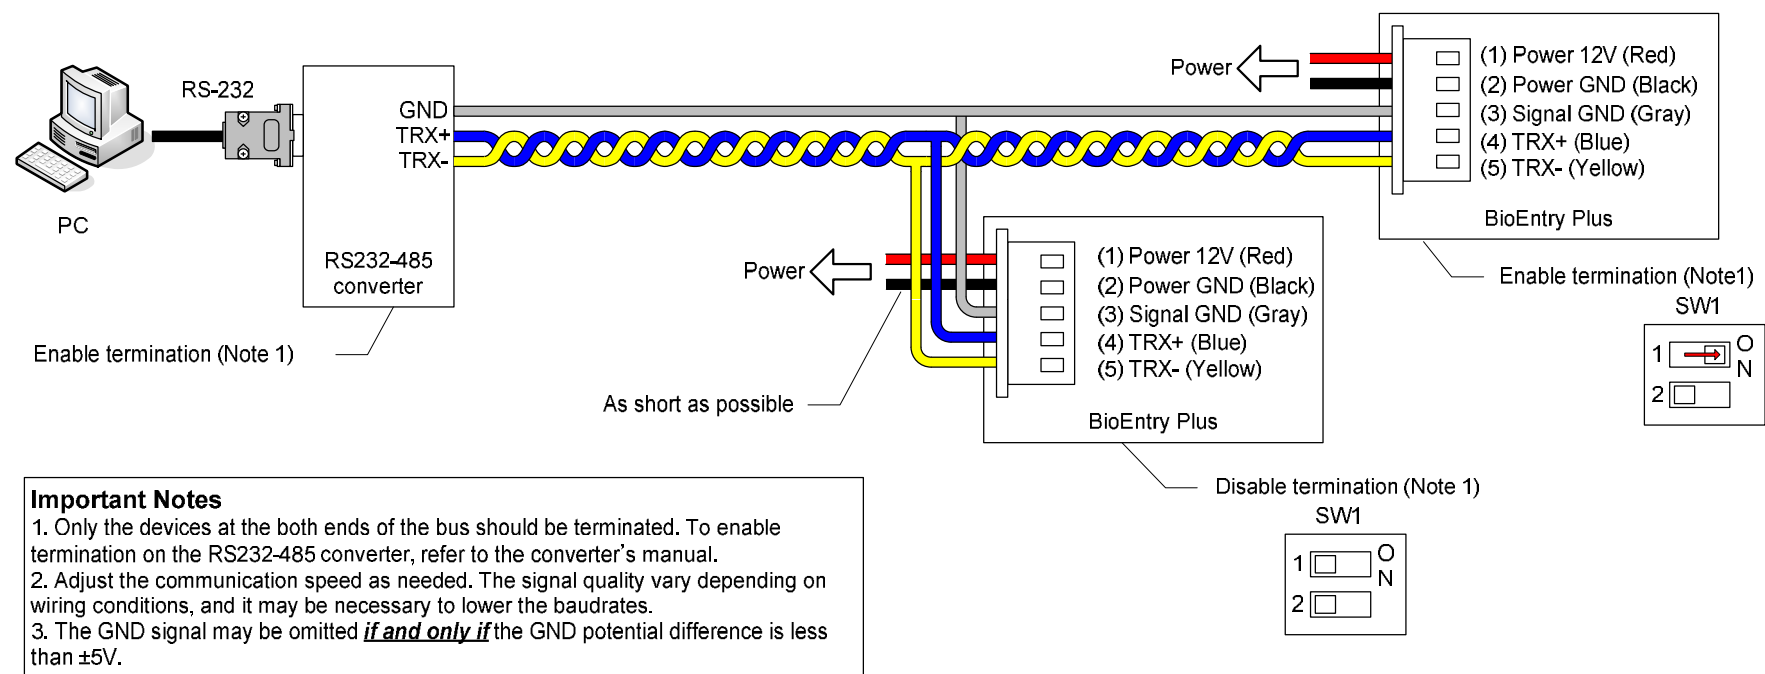 RS-232
PC
GND
TRX+
TRX-
RS232-485
converter
Enable termination (Note 1)
Power
(1) Power 12V (Red)
(2) Power GND (Black)
(3) Signal GND (Gray)
(4) TRX+ (Blue)
(5) TRX- (Yellow)
BioEntry Plus
Enable termination (Note1)
SW1
1
O
N
2
Power
(1) Power 12V (Red)
(2) Power GND (Black)
(3) Signal GND (Gray)
(4) TRX+ (Blue)
(5) TRX- (Yellow)
As short as possible
BioEntry Plus
Disable termination (Note 1)
SW1
1
O
N
2
Important Notes
1. Only the devices at the both ends of the bus should be terminated. To enable
termination on the RS232-485 converter, refer to the converter's manual.
2. Adjust the communication speed as needed. The signal quality vary depending on
wiring conditions, and it may be necessary to lower the baudrates.
3. The GND signal may be omitted if and only if the GND potential difference is less
than ±5V.